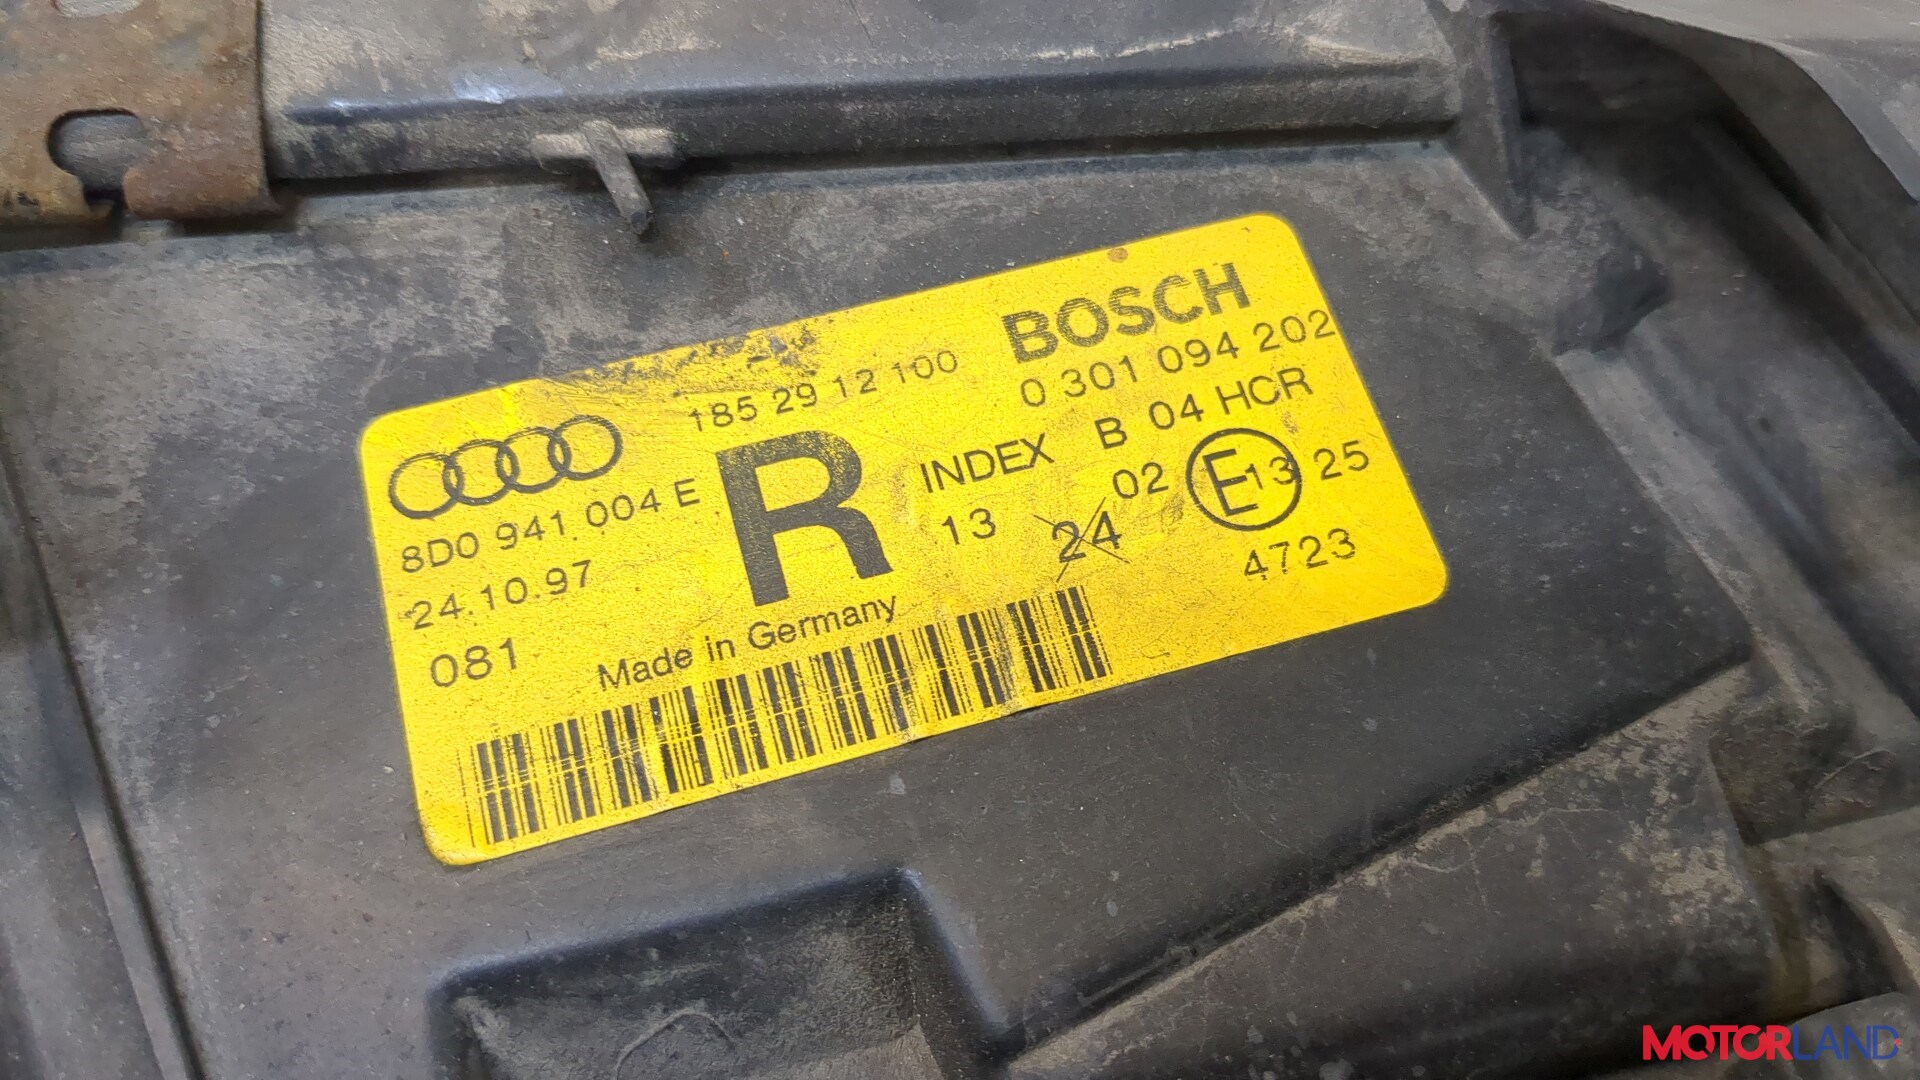 185 29 12 100
BOSCH
0 301 094 202
8D0 941.004 E
R
INDEX B 04 HCR
13 24 02 E13 25
24.10.97
4723
081
Made in Germany
MOTORLAND